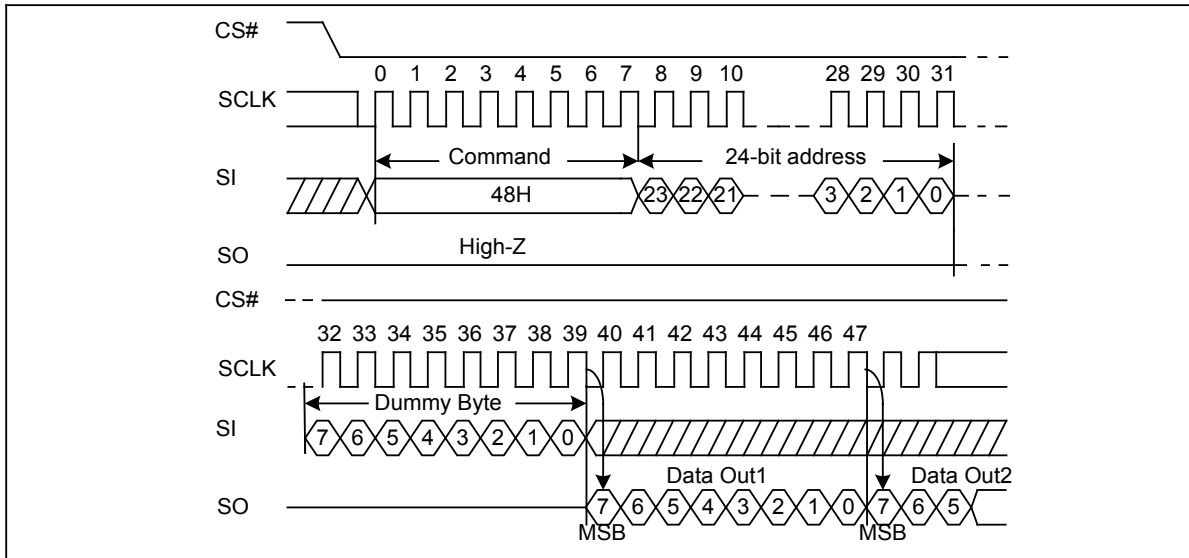 CS#
0 1 2 3 4 5 6 7 8 9 10 28 29 30 31
SCLK
Command 24-bit address
SI
48H 23 22 21 3 2 1 0
High-Z
SO
CS#
32 33 34 35 36 37 38 39 40 41 42 43 44 45 46 47
SCLK
Dummy Byte
SI
7 6 5 4 3 2 1 0
Data Out1 Data Out2
SO
7 6 5 4 3 2 1 0 7 6 5
MSB MSB